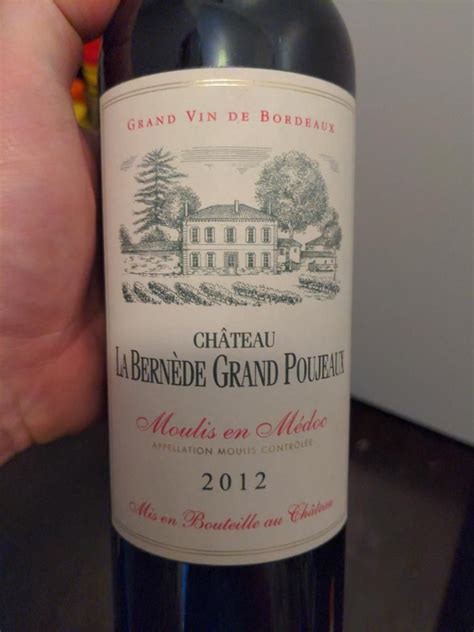 GRAND VIN DE BORDEAUX
CHÂTEAU
LA BERNÈDE GRAND POUJEAUX
Moulis en Médoc
APPELLATION MOULIS CONTRÔLÉE
2012
Mis en Bouteille au Château